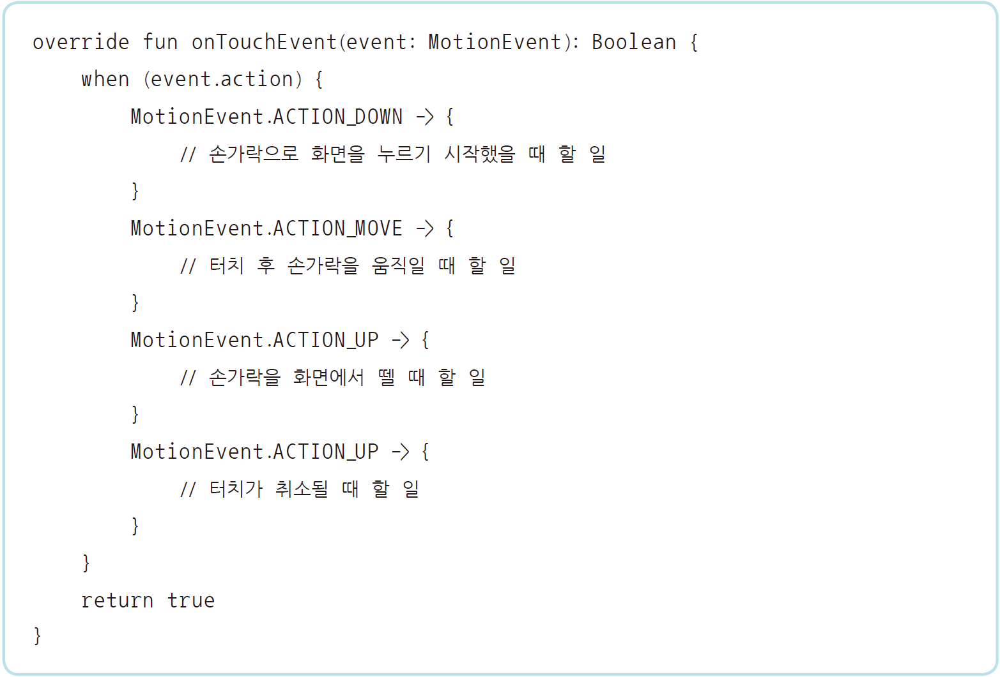 override fun onTouchEvent(event: MotionEvent): Boolean {
    when (event.action) {
        MotionEvent.ACTION_DOWN -> {
            // 손가락으로 화면을 누르기 시작했을 때 할 일
        }
        MotionEvent.ACTION_MOVE -> {
            // 터치 후 손가락을 움직일 때 할 일
        }
        MotionEvent.ACTION_UP -> {
            // 손가락을 화면에서 뗄 때 할 일
        }
        MotionEvent.ACTION_UP -> {
            // 터치가 취소될 때 할 일
        }
    }
    return true
}